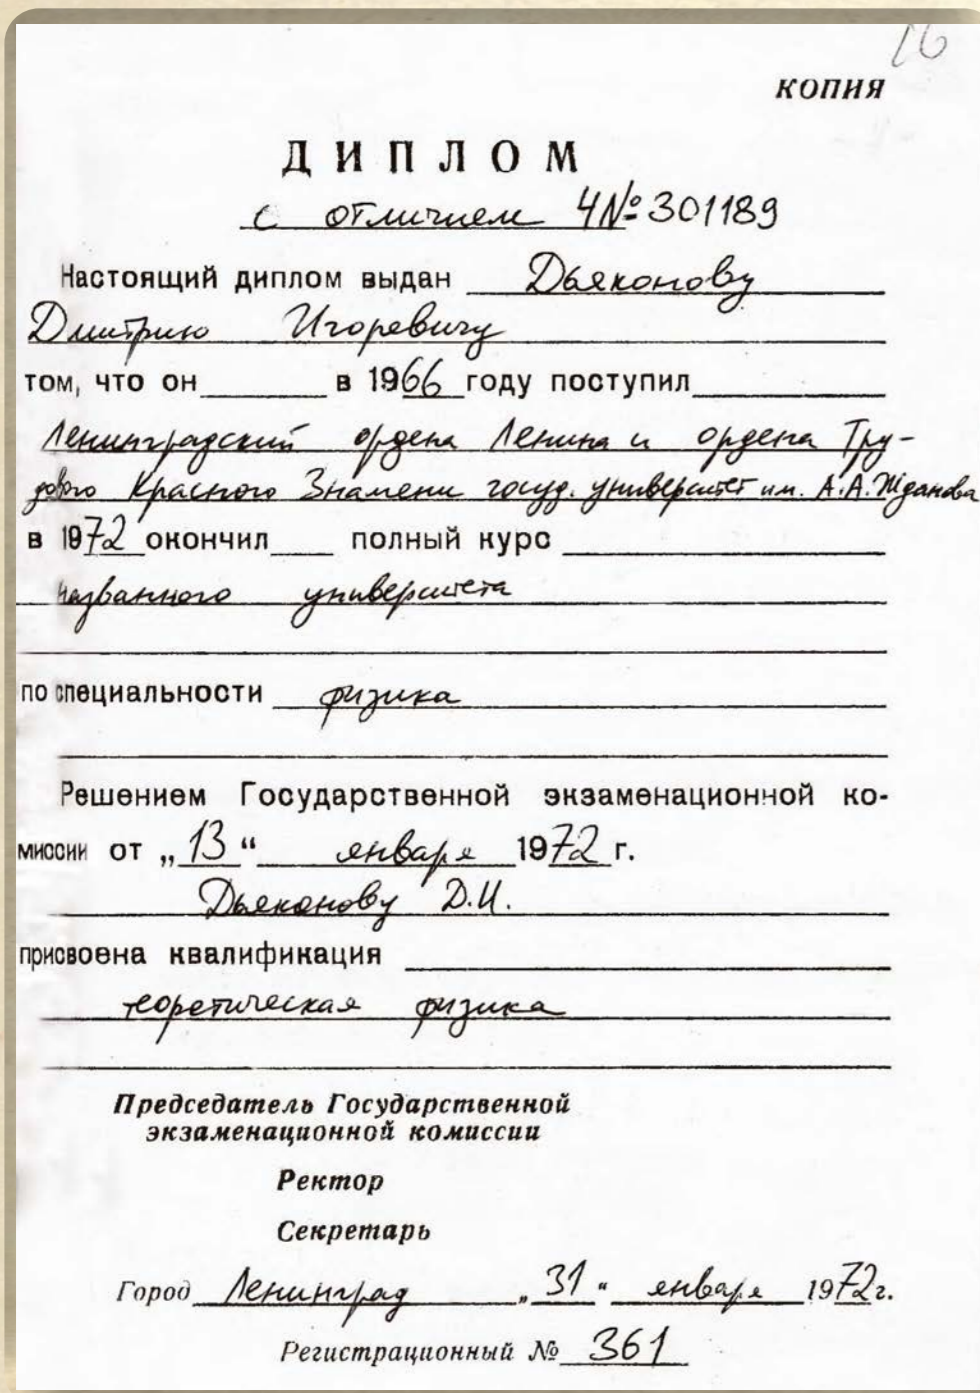 16
КОПИЯ
ДИПЛОМ
с отличием Ч№ 301189
Настоящий диплом выдан Дьяконову
Дмитрию Игоревичу
том, что он в 1966 году поступил
Ленинградский ордена Ленина и ордена Тру-
дового Красного Знамени госуд. университет им. А.А. Жданова
в 1972 окончил полный курс
названного университета
по специальности физика
Решением Государственной экзаменационной ко-
миссии от „13“ января 1972 г.
Дьяконову Д.И.
присвоена квалификация
теоретическая физика
Председатель Государственной
экзаменационной комиссии
Ректор
Секретарь
Город Ленинград „31“ января 1972 г.
Регистрационный № 361